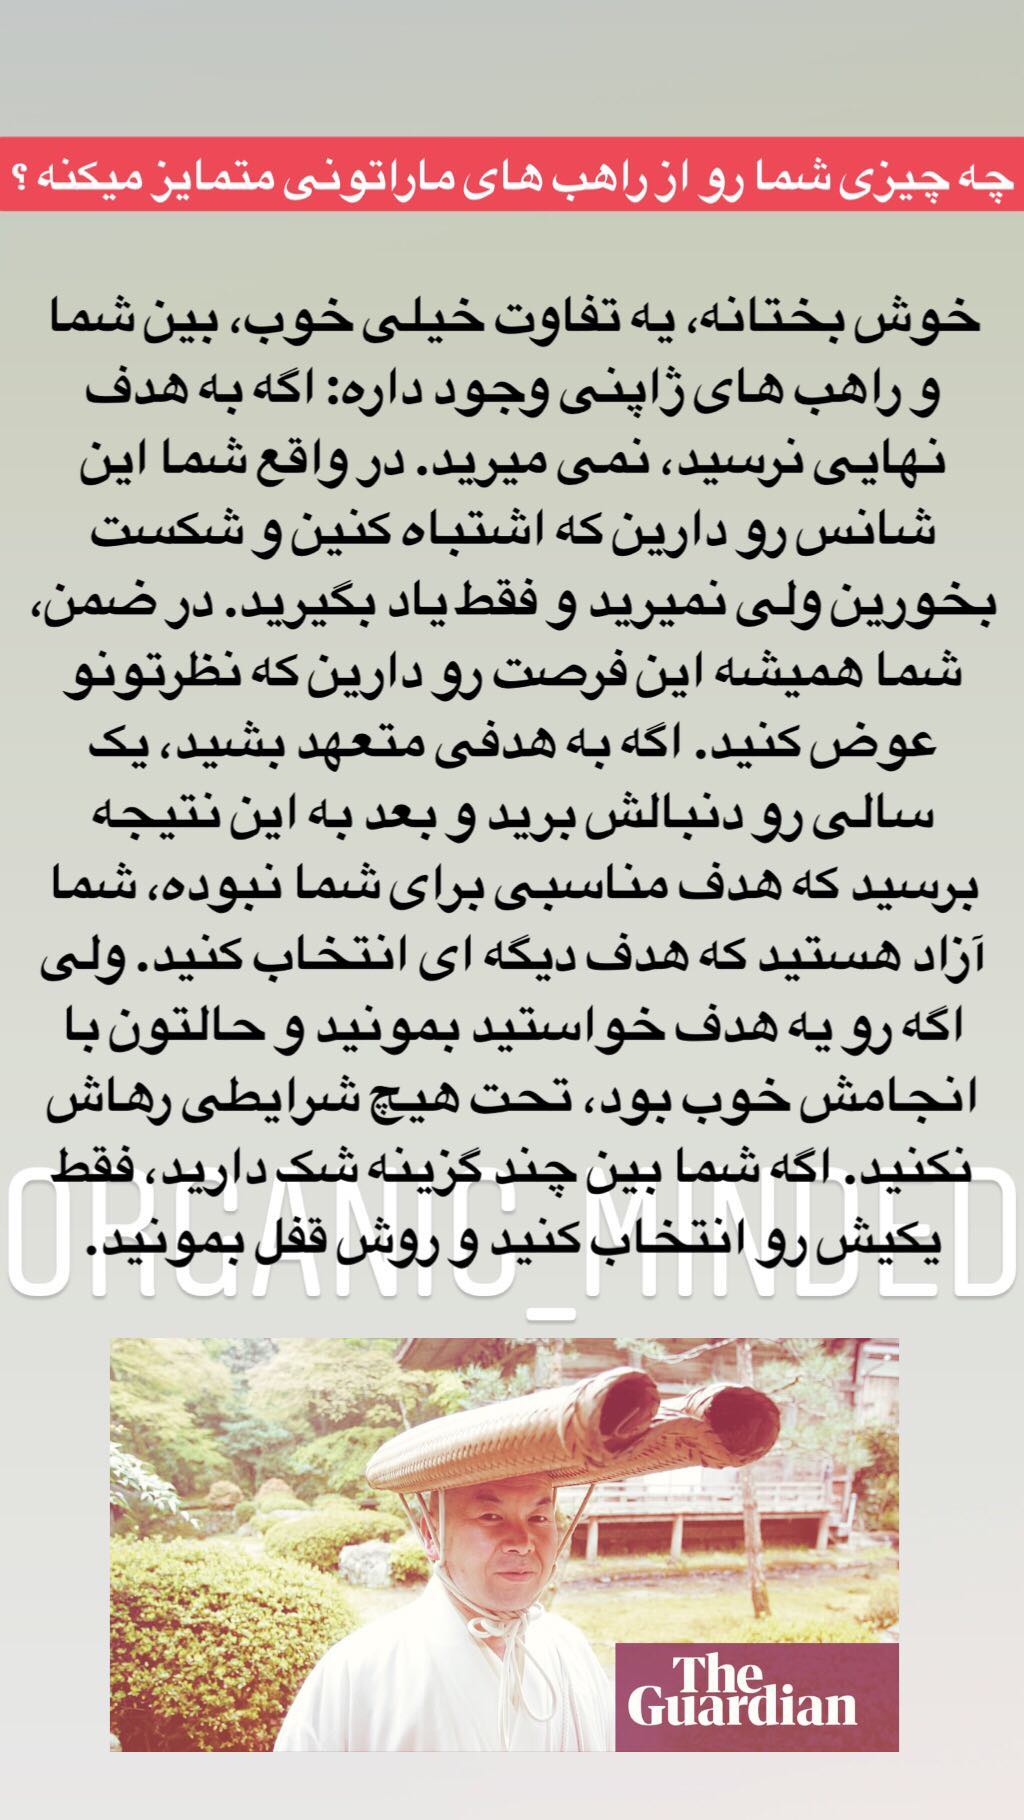 چه چیزی شما رو از راهب های ماراتونی متمایز میکنه ؟
خوش بختانه، یه تفاوت خیلی خوب، بین شما
و راهب های ژاپنی وجود داره: اگه به هدف
نهایی نرسید، نمی میرید. در واقع شما این
شانس رو دارین که اشتباه کنین و شکست
بخورین ولی نمیرید و فقط یاد بگیرید. در ضمن،
شما همیشه این فرصت رو دارین که نظرتونو
عوض کنید. اگه به هدفی متعهد بشید، یک
سالی رو دنبالش برید و بعد به این نتیجه
برسید که هدف مناسبی برای شما نبوده، شما
آزاد هستید که هدف دیگه ای انتخاب کنید. ولی
اگه رو یه هدف خواستید بمونید و حالتون با
انجامش خوب بود، تحت هیچ شرایطی رهاش
نکنید. اگه شما بین چند گزینه شک دارید، فقط
یکیش رو انتخاب کنید و روش قفل بمونید.
ORGANIC_MINDED
The
Guardian